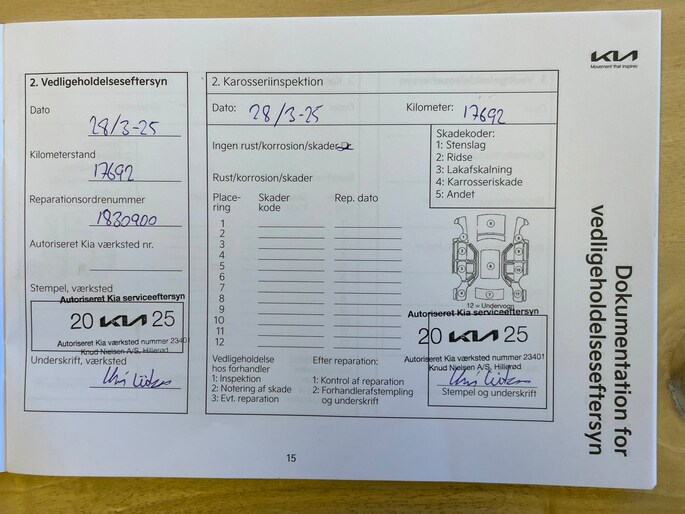 KIA
Movement that inspires
Dokumentation for
vedligeholdelseseftersyn
2. Vedligeholdelseseftersyn
Dato
28/3-25
Kilometerstand
17692
Reparationsordrenummer
1830900
Autoriseret Kia værksted nr.
Stempel, værksted
Autoriseret Kia serviceeftersyn
20 KIA 25
Autoriseret Kia værksted nummer 23401
Knud Nielsen A/S, Hillerød
Underskrift, værksted
2. Karosseriinspektion
Dato: 28/3-25 Kilometer: 17692
Ingen rust/korrosion/skader
Rust/korrosion/skader
Skadekoder:
1: Stenslag
2: Ridse
3: Lakafskalning
4: Karrosseriskade
5: Andet
Place-
ring
Skader
kode
Rep. dato
1
2
3
4
5
6
7
8
9
10
11
12
12 = Undervogn
Autoriseret Kia serviceeftersyn
20 KIA 25
Autoriseret Kia værksted nummer 23401
Knud Nielsen A/S, Hillerød
Stempel og underskrift
Vedligeholdelse
hos forhandler
1: Inspektion
2: Notering af skade
3: Evt. reparation
Efter reparation:
1: Kontrol af reparation
2: Forhandlerafstempling
og underskrift
15